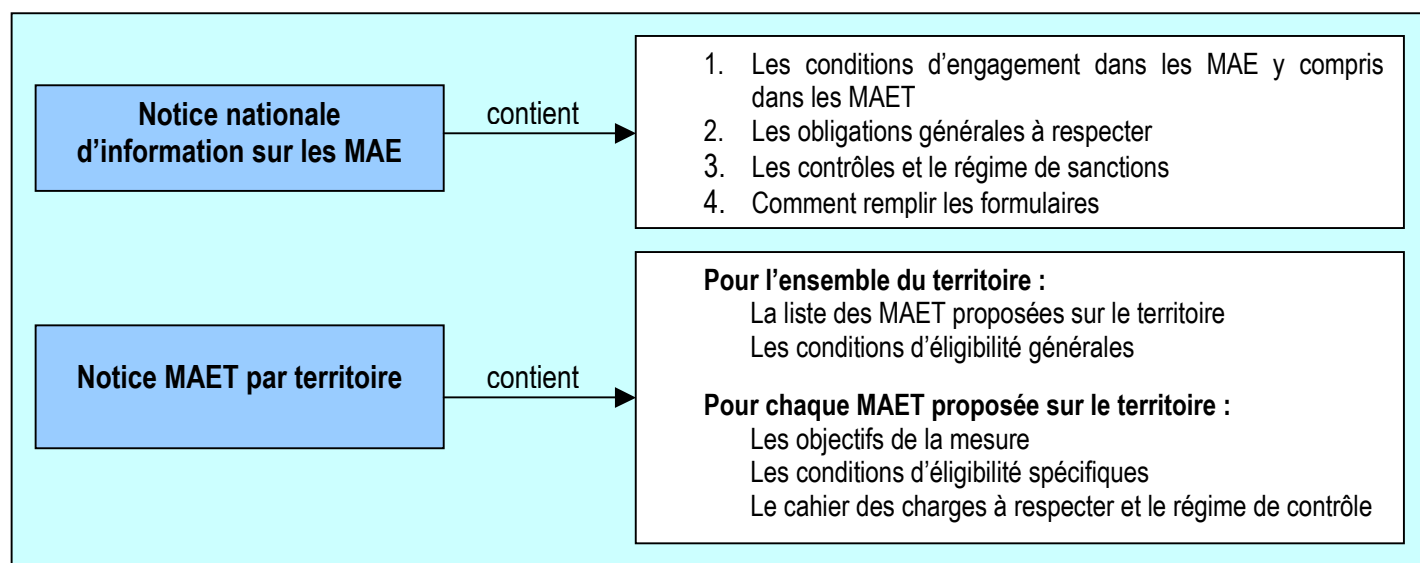 Notice nationale
d’information sur les MAE
contient
1. Les conditions d’engagement dans les MAE y compris
dans les MAET
2. Les obligations générales à respecter
3. Les contrôles et le régime de sanctions
4. Comment remplir les formulaires
Notice MAET par territoire
contient
Pour l’ensemble du territoire :
La liste des MAET proposées sur le territoire
Les conditions d’éligibilité générales
Pour chaque MAET proposée sur le territoire :
Les objectifs de la mesure
Les conditions d’éligibilité spécifiques
Le cahier des charges à respecter et le régime de contrôle